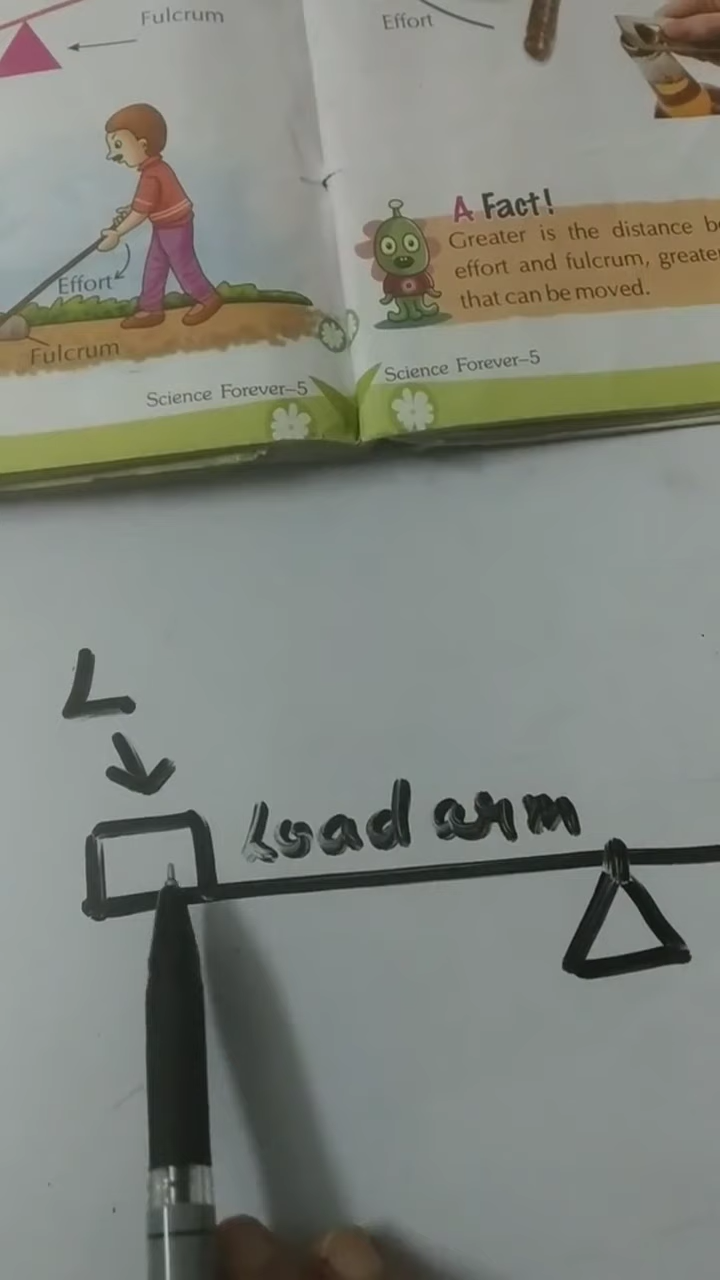 Fulcrum
Effort
Effort
Fulcrum
Science Forever–5
A Fact!
Greater is the distance
effort and fulcrum,
that can be moved.
Science Forever–5
L
Load arm